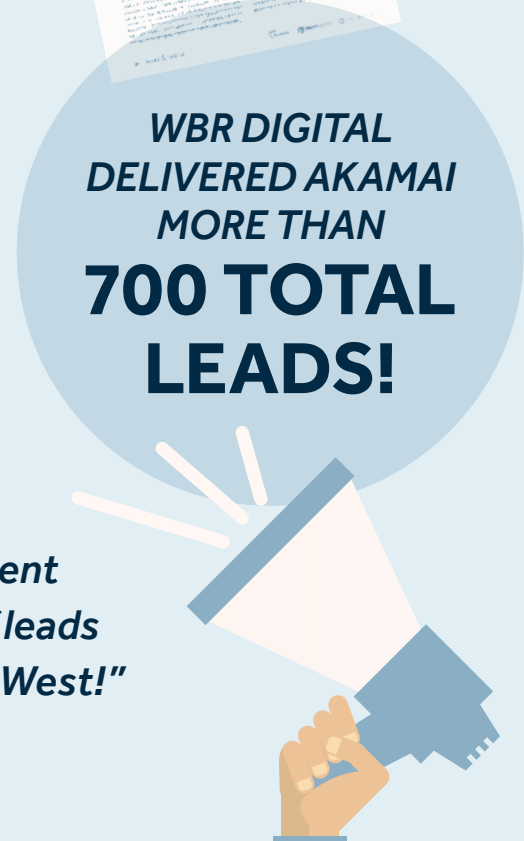 WBR DIGITAL
DELIVERED AKAMAI
MORE THAN
700 TOTAL
LEADS!
ent
leads
West!”